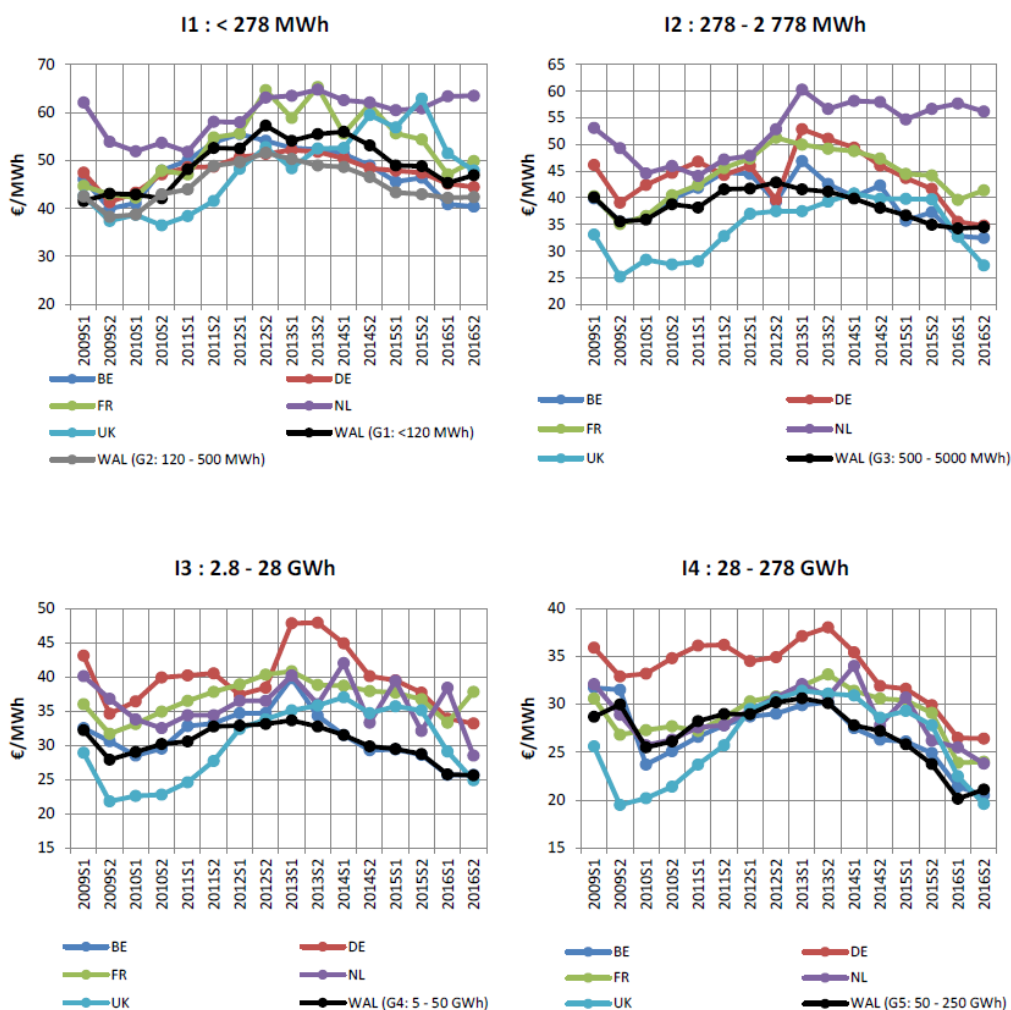 I1 : < 278 MWh
€/MWh
70
60
50
40
30
20
2009S1
2009S2
2010S1
2010S2
2011S1
2011S2
2012S1
2012S2
2013S1
2013S2
2014S1
2014S2
2015S1
2015S2
2016S1
2016S2
BE
DE
FR
NL
UK
WAL (G1: <120 MWh)
WAL (G2: 120 - 500 MWh)
I2 : 278 - 2 778 MWh
€/MWh
65
60
55
50
45
40
35
30
25
20
2009S1
2009S2
2010S1
2010S2
2011S1
2011S2
2012S1
2012S2
2013S1
2013S2
2014S1
2014S2
2015S1
2015S2
2016S1
2016S2
BE
DE
FR
NL
UK
WAL (G3: 500 - 5000 MWh)
I3 : 2.8 - 28 GWh
€/MWh
50
45
40
35
30
25
20
15
2009S1
2009S2
2010S1
2010S2
2011S1
2011S2
2012S1
2012S2
2013S1
2013S2
2014S1
2014S2
2015S1
2015S2
2016S1
2016S2
BE
DE
FR
NL
UK
WAL (G4: 5 - 50 GWh)
I4 : 28 - 278 GWh
€/MWh
40
35
30
25
20
15
2009S1
2009S2
2010S1
2010S2
2011S1
2011S2
2012S1
2012S2
2013S1
2013S2
2014S1
2014S2
2015S1
2015S2
2016S1
2016S2
BE
DE
FR
NL
UK
WAL (G5: 50 - 250 GWh)